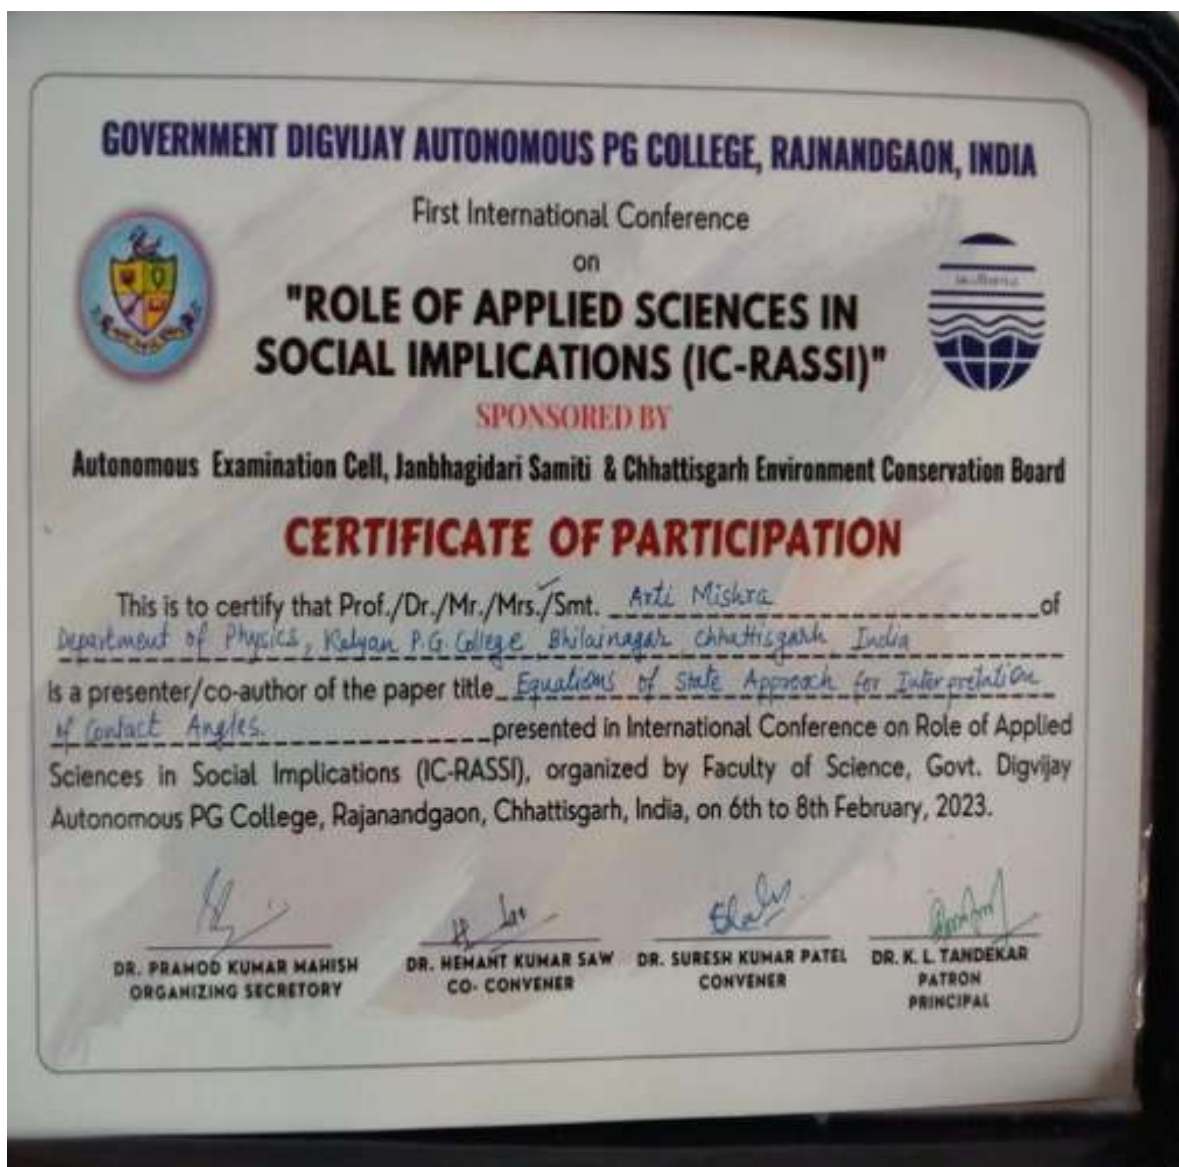 GOVERNMENT DIGVIJAY AUTONOMOUS PG COLLEGE, RAJNANDGAON, INDIA
First International Conference
on
"ROLE OF APPLIED SCIENCES IN
SOCIAL IMPLICATIONS (IC-RASSI)"
SPONSORED BY
Autonomous Examination Cell, Janbhagidari Samiti & Chhattisgarh Environment Conservation Board
CERTIFICATE OF PARTICIPATION
This is to certify that Prof./Dr./Mr./Mrs./Smt. Arti Mishra of
Department of Physics, Kalyan P.G. College Bhilainagar Chhattisgarh India
Is a presenter/co-author of the paper title Equations of State Approach for Interpretation
of Contact Angles. presented in International Conference on Role of Applied
Sciences in Social Implications (IC-RASSI), organized by Faculty of Science, Govt. Digvijay
Autonomous PG College, Rajanandgaon, Chhattisgarh, India, on 6th to 8th February, 2023.
DR. PRAMOD KUMAR MAHISH
ORGANIZING SECRETORY
DR. HEMANT KUMAR SAW
CO- CONVENER
DR. SURESH KUMAR PATEL
CONVENER
DR. K. L. TANDEKAR
PATRON
PRINCIPAL